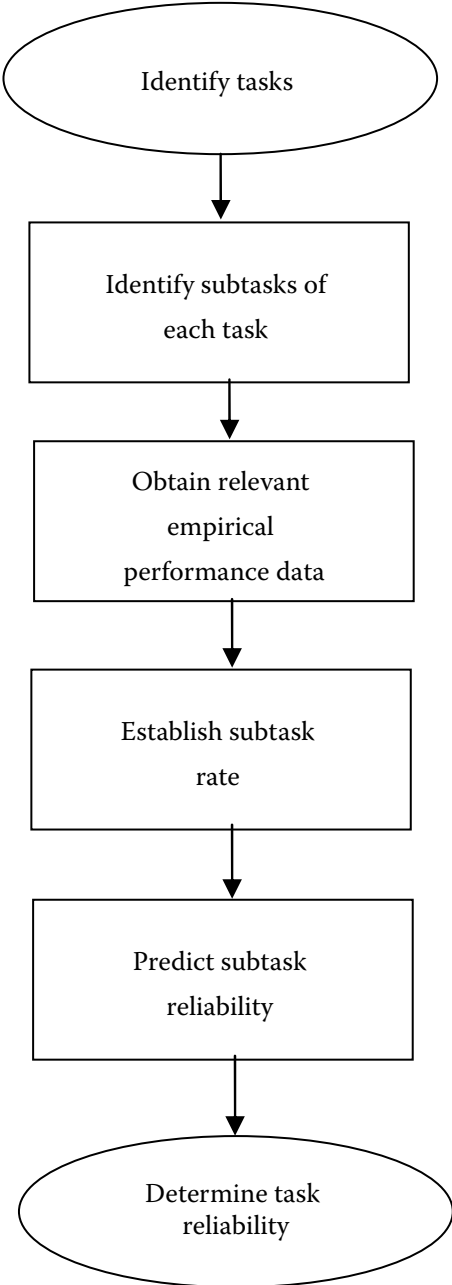 Identify tasks
Identify subtasks of
each task
Obtain relevant
empirical
performance data
Establish subtask
rate
Predict subtask
reliability
Determine task
reliability